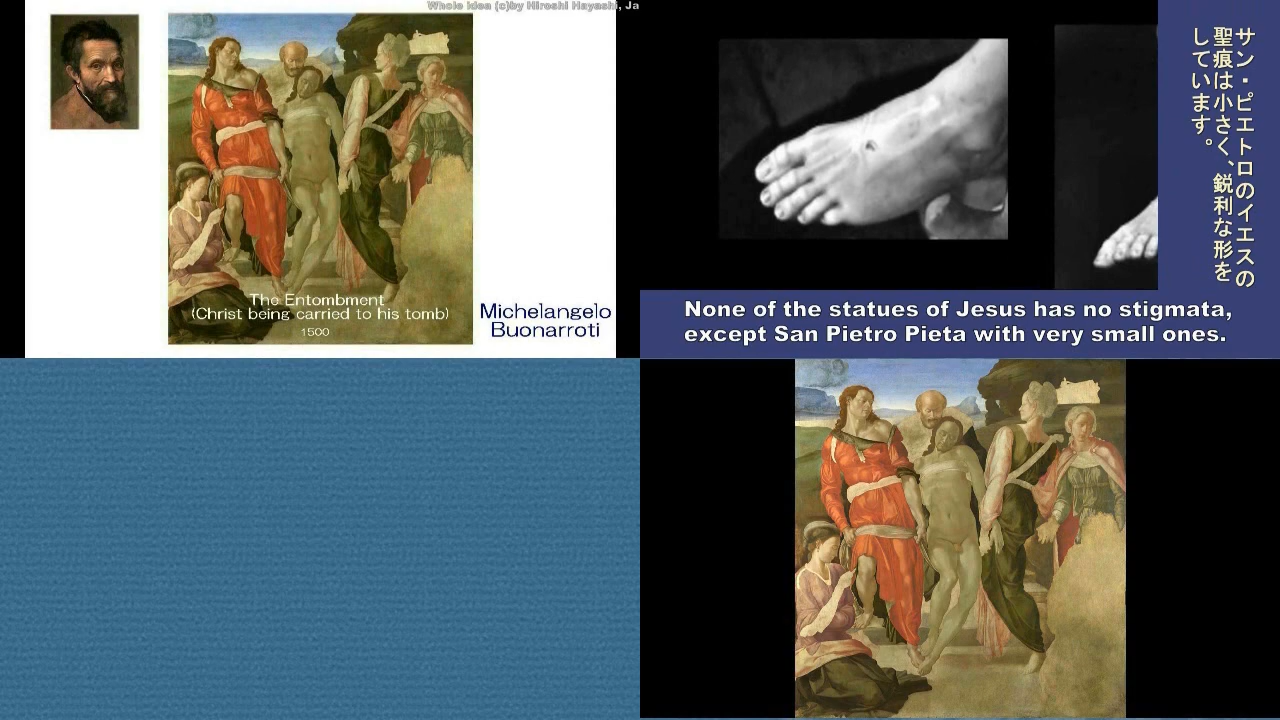 Whole idea (c)by Hiroshi Hayashi, Ja
The Entombment
(Christ being carried to his tomb)
1500
Michelangelo
Buonarroti
サン・ピエトロのイエスの
聖痕は小さく、鋭利な形を
しています。
None of the statues of Jesus has no stigmata,
except San Pietro Pieta with very small ones.